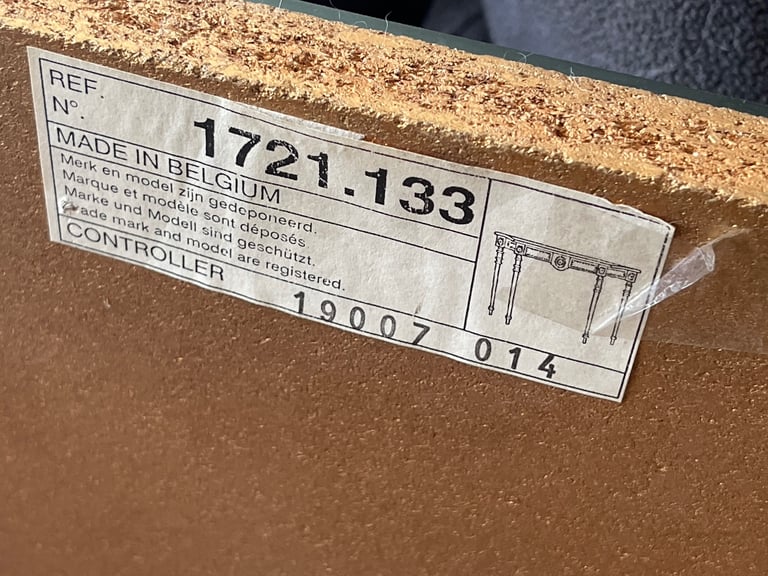 REF.
N°. 1721.133
MADE IN BELGIUM
Merk en model zijn gedeponeerd.
Marque et modèle sont déposés.
Marke und Modell sind geschützt.
ade mark and model are registered.
CONTROLLER 19007 014